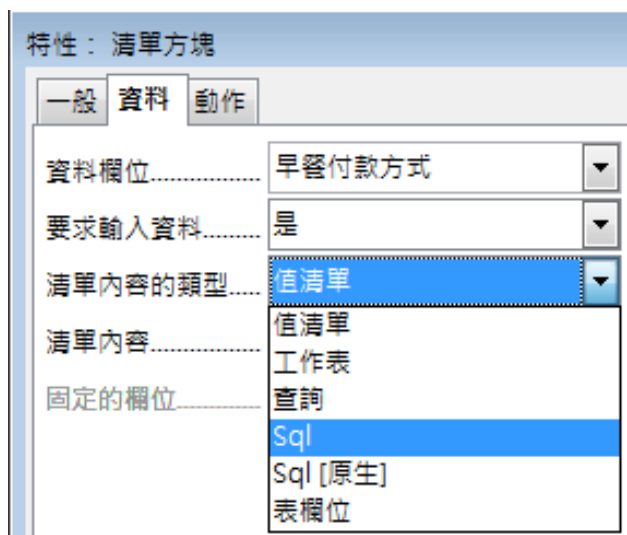 特性： 清單方塊
一般 資料 動作
資料欄位................. 早餐付款方式
要求輸入資料......... 是
清單內容的類型..... 值清單
值清單
清單內容.................
工作表
查詢
固定的欄位.............
Sql
Sql [原生]
表欄位